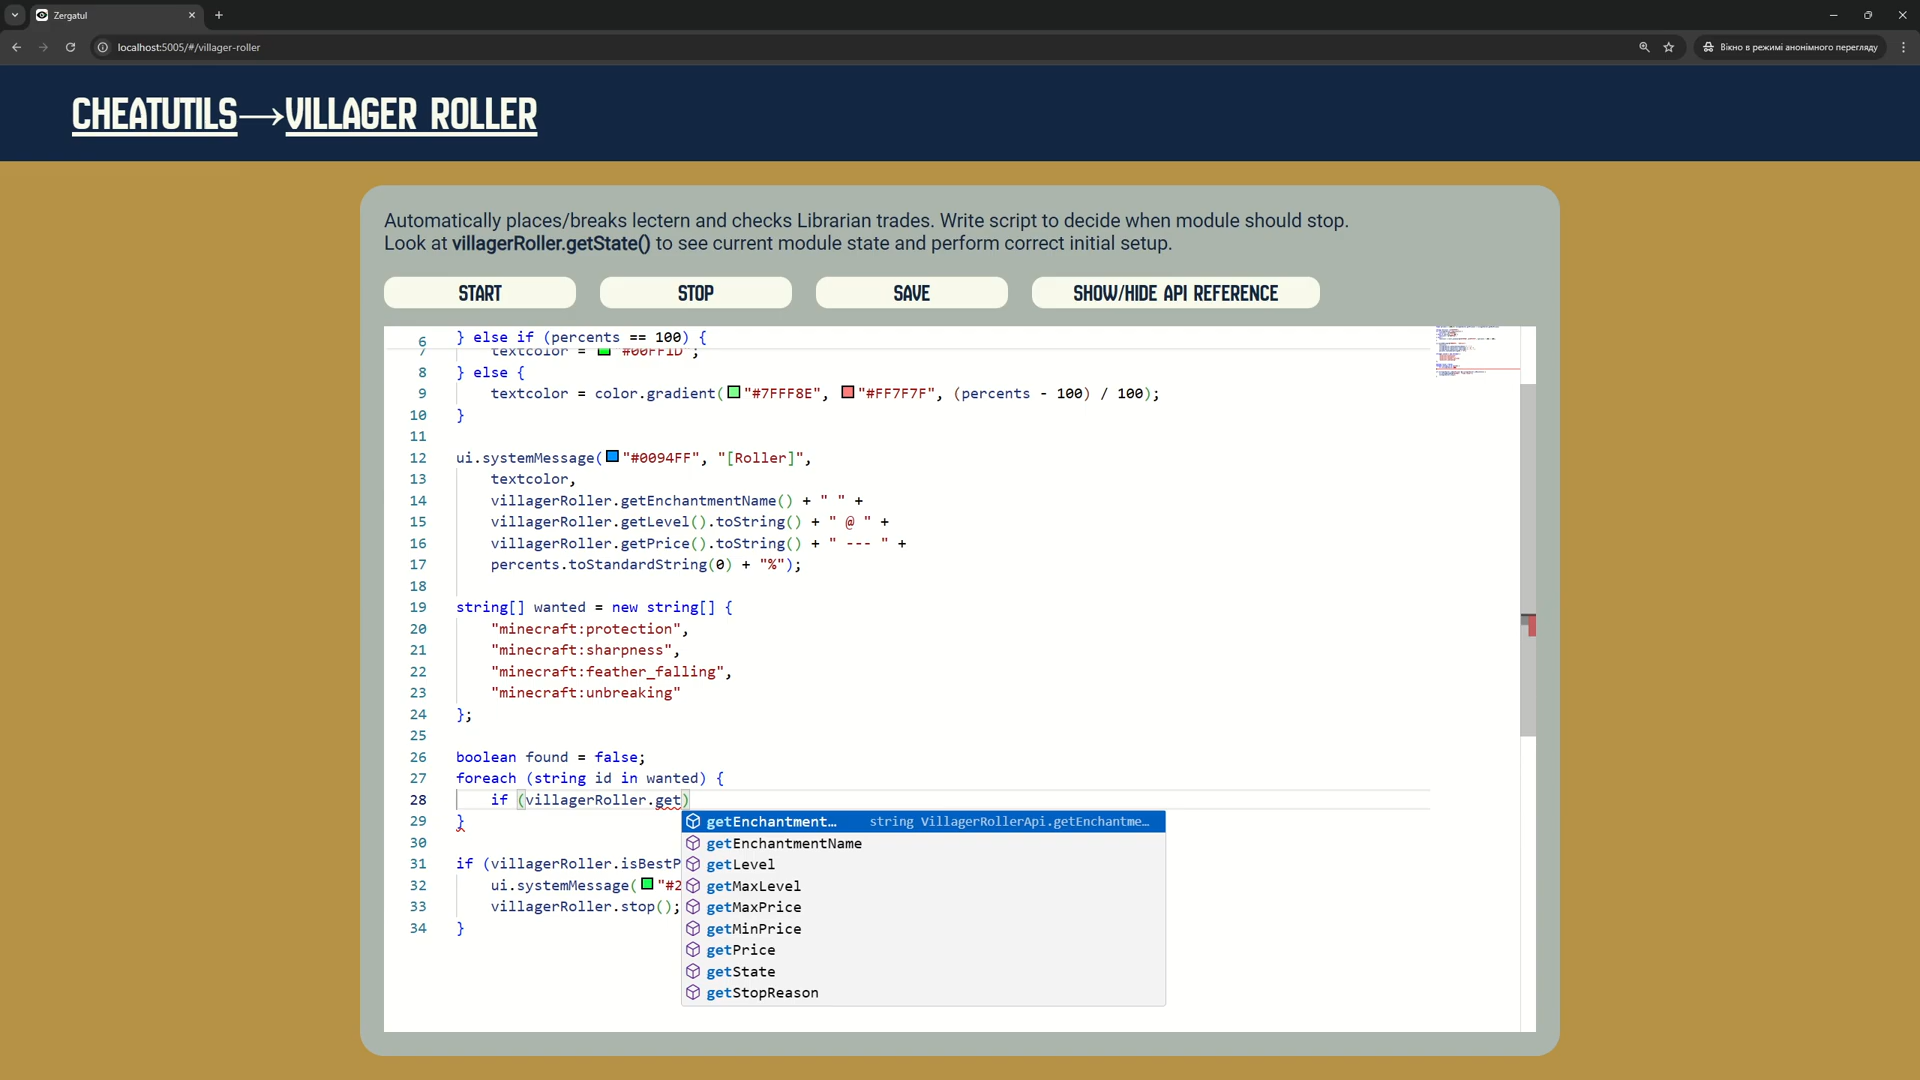 Zergatul
localhost:5005/#/villager-roller
Вікно в режимі анонімного перегляду
CHEATUTILS→VILLAGER ROLLER
Automatically places/breaks lectern and checks Librarian trades. Write script to decide when module should stop.
Look at villagerRoller.getState() to see current module state and perform correct initial setup.
START
STOP
SAVE
SHOW/HIDE API REFERENCE
6 } else if (percents == 100) {
7 textcolor = "#00FF1D";
8 } else {
9 textcolor = color.gradient("#7FFF8E", "#FF7F7F", (percents - 100) / 100);
10 }
11
12 ui.systemMessage("#0094FF", "[Roller]",
13 textcolor,
14 villagerRoller.getEnchantmentName() + " " +
15 villagerRoller.getLevel().toString() + " @ " +
16 villagerRoller.getPrice().toString() + " --- " +
17 percents.toStandardString(0) + "%");
18
19 string[] wanted = new string[] {
20 "minecraft:protection",
21 "minecraft:sharpness",
22 "minecraft:feather_falling",
23 "minecraft:unbreaking"
24 };
25
26 boolean found = false;
27 foreach (string id in wanted) {
28 if (villagerRoller.get)
29 }
30
31 if (villagerRoller.isBestP
32 ui.systemMessage("#2
33 villagerRoller.stop();
34 }
getEnchantment… string VillagerRollerApi.getEnchantme…
getEnchantmentName
getLevel
getMaxLevel
getMaxPrice
getMinPrice
getPrice
getState
getStopReason